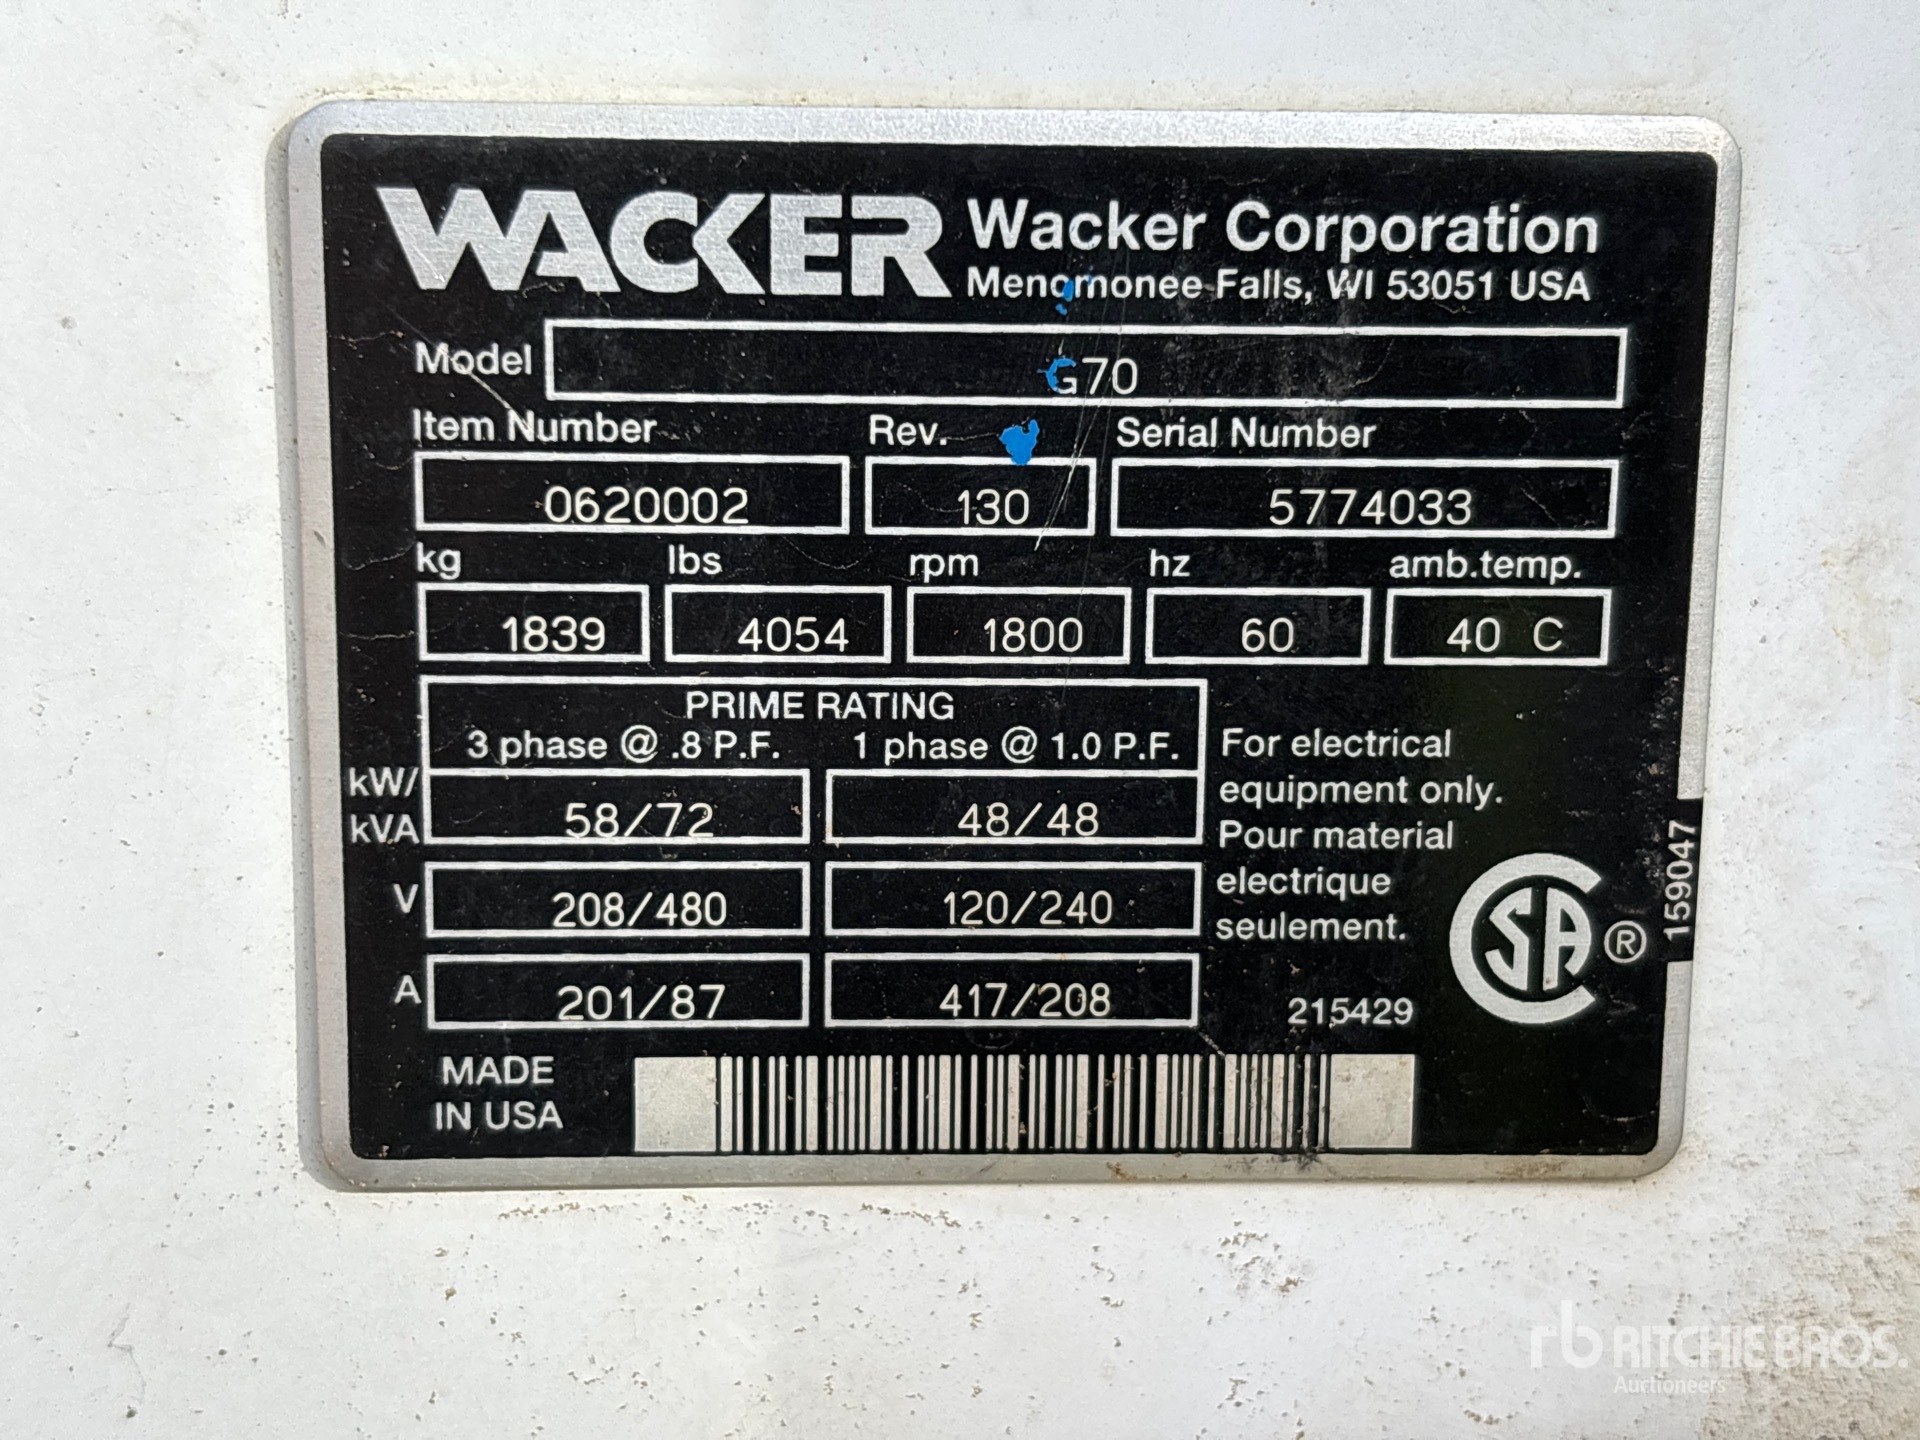 WACKER Wacker Corporation
Menomonee Falls, WI 53051 USA
Model G70
Item Number Rev. Serial Number
0620002 130 5774033
kg lbs rpm hz amb.temp.
1839 4054 1800 60 40 C
PRIME RATING
3 phase @ .8 P.F. 1 phase @ 1.0 P.F.
kW/
kVA 58/72 48/48
V 208/480 120/240
A 201/87 417/208
For electrical
equipment only.
Pour material
electrique
seulement.
215429
CSA ®
159047
MADE
IN USA
rb RITCHIE BROS.
Auctioneers